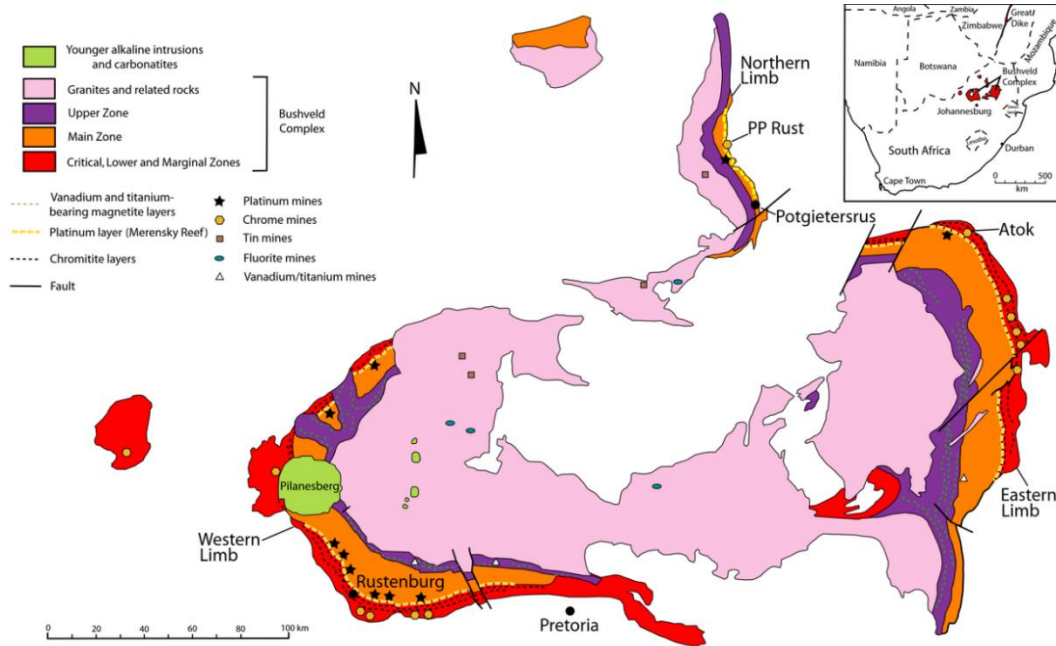 Younger alkaline intrusions
and carbonatites
Granites and related rocks
Upper Zone
Main Zone
Critical, Lower and Marginal Zones
Bushveld
Complex
Vanadium and titanium-
bearing magnetite layers
Platinum layer (Merensky Reef)
Chromitite layers
Fault
Platinum mines
Chrome mines
Tin mines
Fluorite mines
Vanadium/titanium mines
N
Northern
Limb
PP Rust
Potgietersrus
Atok
Eastern
Limb
Pilanesberg
Western
Limb
Rustenburg
Pretoria
0 20 40 60 80 100 km
Angola
Zambia
Zimbabwe
Great
Dike
Mozambique
Namibia
Botswana
Bushveld
Complex
Johannesburg
South Africa
Durban
Cape Town
0 500
km